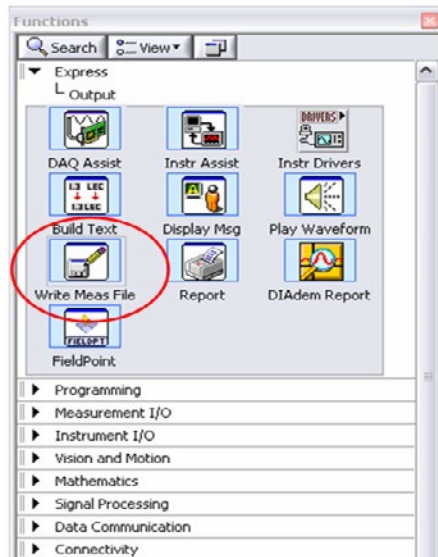 Functions
Search View
Express
Output
DAQ Assist Instr Assist Instr Drivers
DRIVERS
Build Text Display Msg Play Waveform
Write Meas File Report DIAdem Report
FieldPoint
Programming
Measurement I/O
Instrument I/O
Vision and Motion
Mathematics
Signal Processing
Data Communication
Connectivity